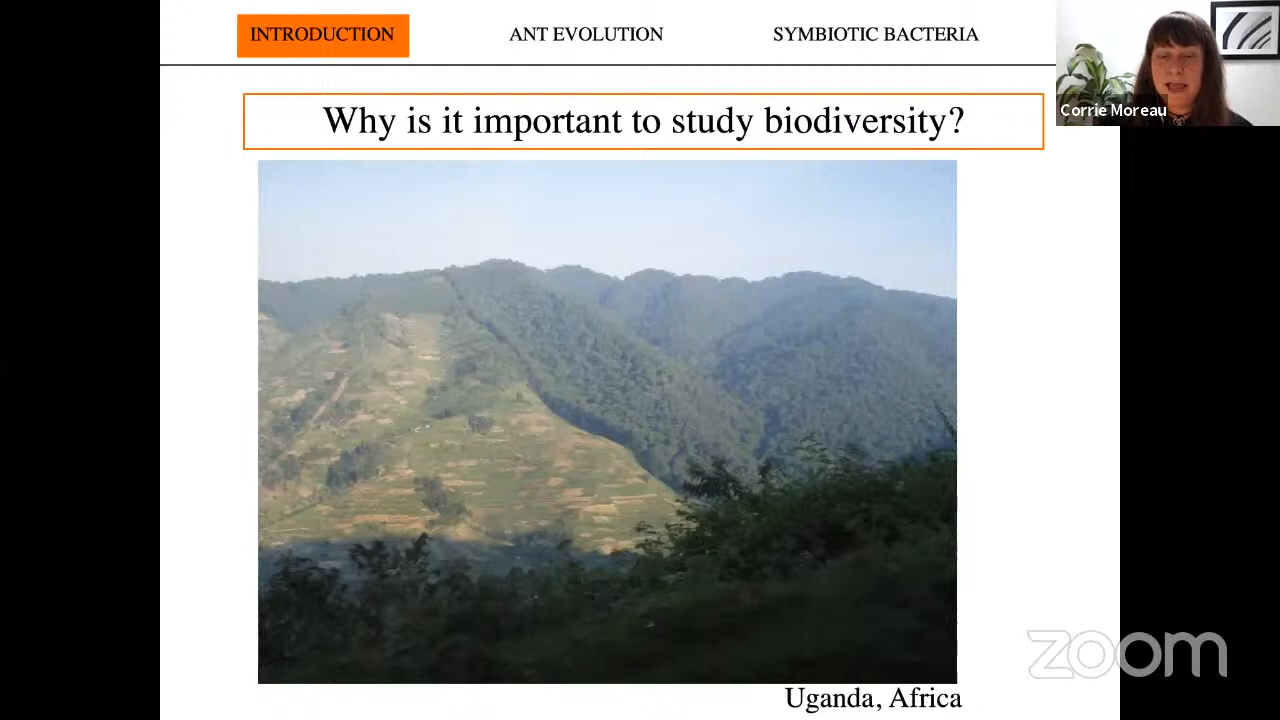 INTRODUCTION
ANT EVOLUTION
SYMBIOTIC BACTERIA
Corrie Moreau
Why is it important to study biodiversity?
zoom
Uganda, Africa